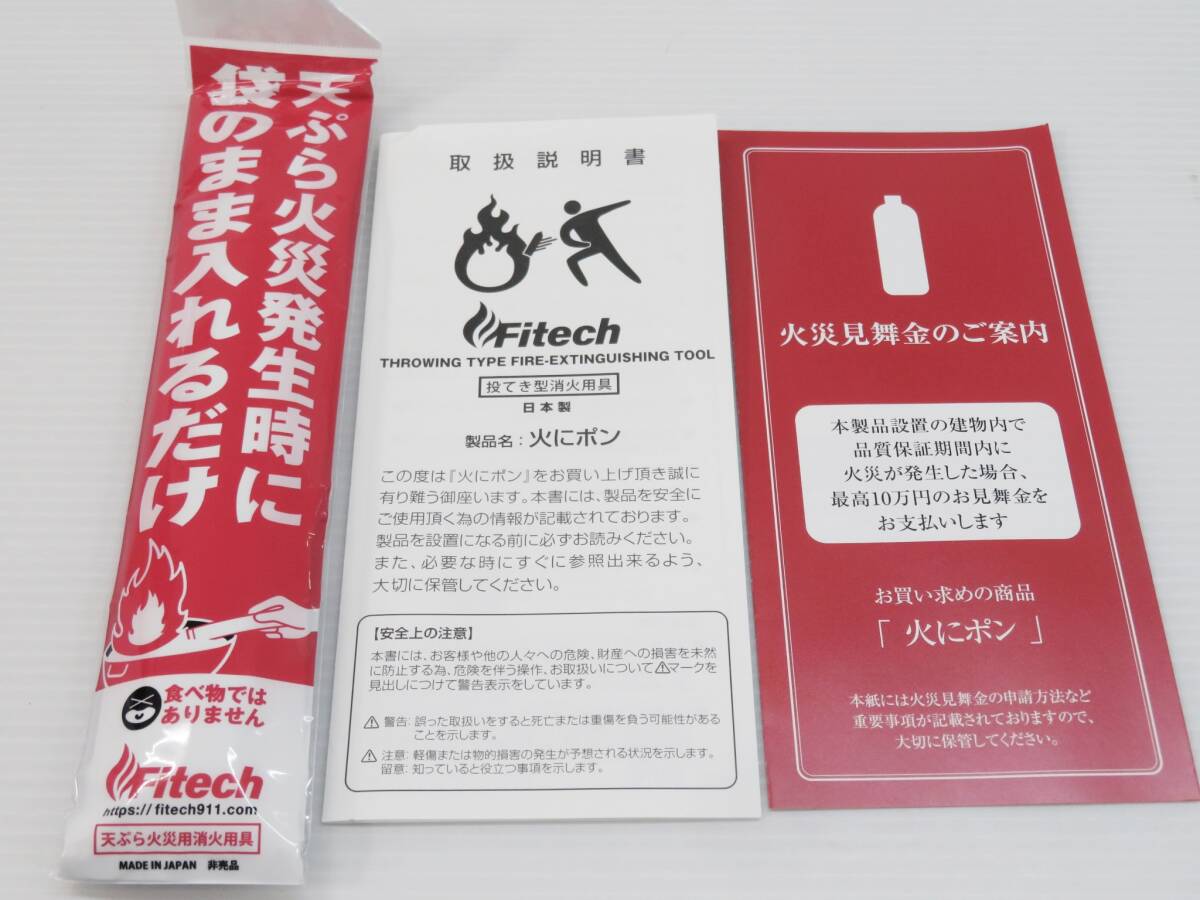 天ぷら火災発生時に
袋のまま入れるだけ
食べ物では
ありません
Fitech
https://fitech911.com
天ぷら火災用消火用具
MADE IN JAPAN 非売品
取扱説明書
Fitech
THROWING TYPE FIRE-EXTINGUISHING TOOL
投てき型消火用具
日本製
製品名：火にポン
この度は『火にポン』をお買い上げ頂き誠に
有り難う御座います。本書には、製品を安全に
ご使用頂く為の情報が記載されております。
製品を設置になる前に必ずお読みください。
また、必要な時にすぐに参照出来るよう、
大切に保管してください。
【安全上の注意】
本書には、お客様や他の人々への危険、財産への損害を未然
に防止する為、危険を伴う操作、お取扱いについて⚠マークを
見出しにつけて警告表示をしています。
⚠ 警告：誤った取扱いをすると死亡または重傷を負う可能性がある
ことを示します。
⚠ 注意：軽傷または物的損害の発生が予想される状況を示します。
留意：知っていると役立つ事項を示します。
火災見舞金のご案内
本製品設置の建物内で
品質保証期間内に
火災が発生した場合、
最高10万円のお見舞金を
お支払いします
お買い求めの商品
「 火にポン 」
本紙には火災見舞金の申請方法など
重要事項が記載されておりますので、
大切に保管してください。